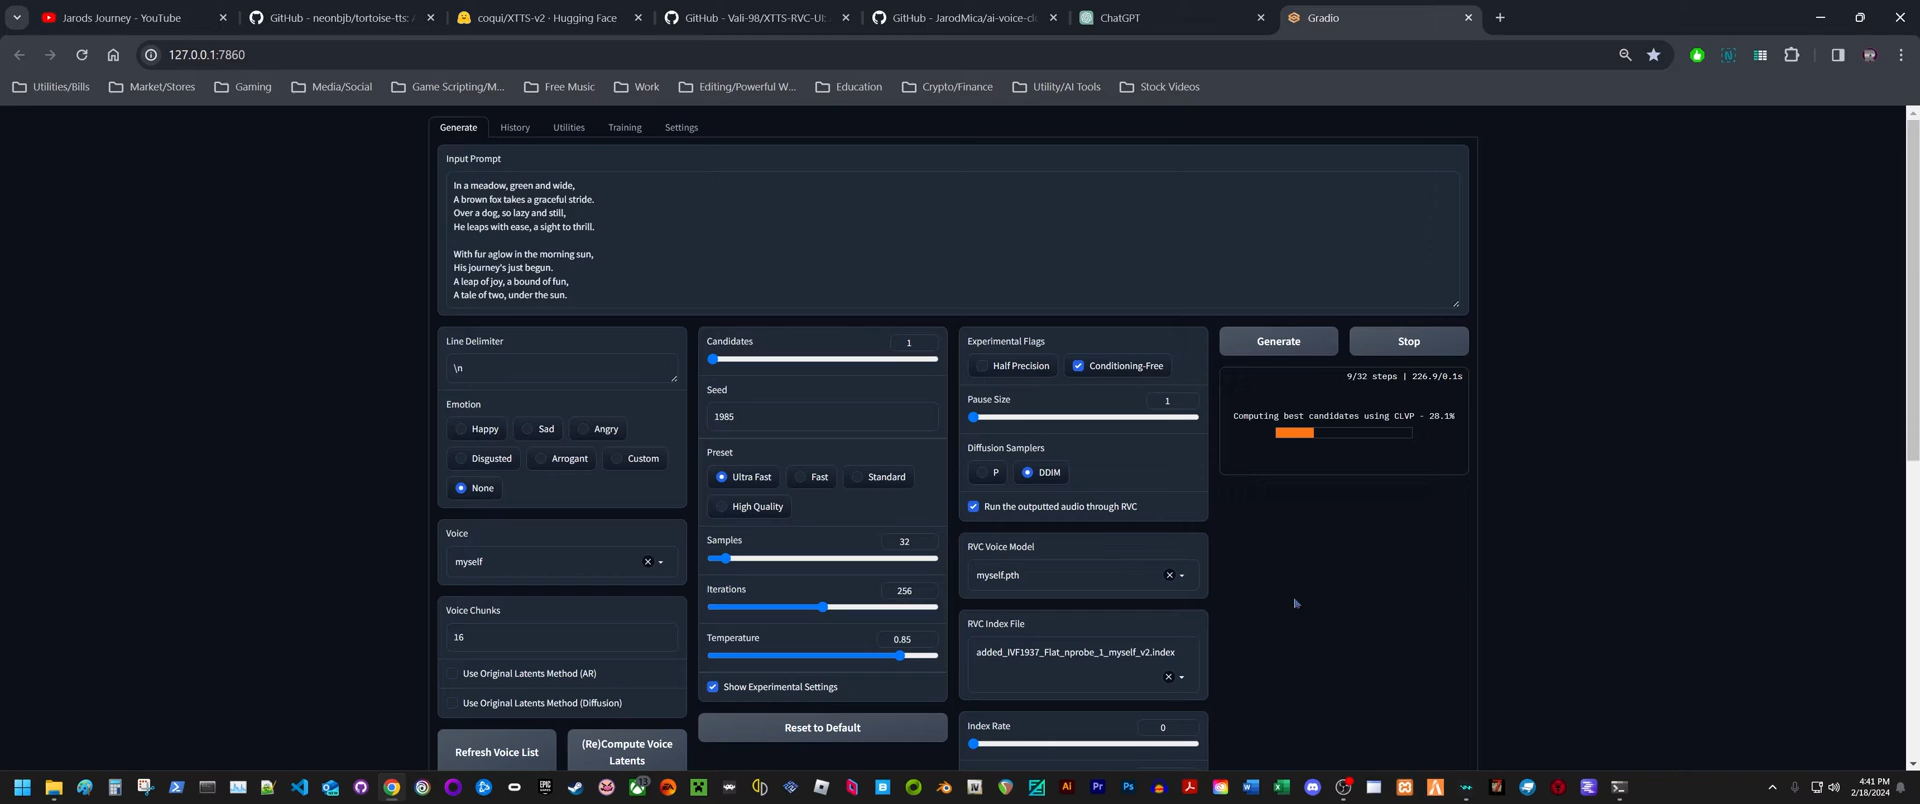 Jarods Journey - YouTube
GitHub - neonbjb/tortoise-tts: A
coqui/XTTS-v2 · Hugging Face
GitHub - Vali-98/XTTS-RVC-UI:
GitHub - JarodMica/ai-voice-cl
ChatGPT
Gradio
127.0.0.1:7860
Utilities/Bills
Market/Stores
Gaming
Media/Social
Game Scripting/M...
Free Music
Work
Editing/Powerful W...
Education
Crypto/Finance
Utility/AI Tools
Stock Videos
Generate
History
Utilities
Training
Settings
Input Prompt
In a meadow, green and wide,
A brown fox takes a graceful stride.
Over a dog, so lazy and still,
He leaps with ease, a sight to thrill.
With fur aglow in the morning sun,
His journey's just begun.
A leap of joy, a bound of fun,
A tale of two, under the sun.
Line Delimiter
\n
Emotion
Happy
Sad
Angry
Disgusted
Arrogant
Custom
None
Voice
myself
Voice Chunks
16
Use Original Latents Method (AR)
Use Original Latents Method (Diffusion)
Refresh Voice List
(Re)Compute Voice
Latents
Candidates
1
Seed
1985
Preset
Ultra Fast
Fast
Standard
High Quality
Samples
32
Iterations
256
Temperature
0.85
Show Experimental Settings
Reset to Default
Experimental Flags
Half Precision
Conditioning-Free
Pause Size
1
Diffusion Samplers
P
DDIM
Run the outputted audio through RVC
RVC Voice Model
myself.pth
RVC Index File
added_IVF1937_Flat_nprobe_1_myself_v2.index
Index Rate
0
Generate
Stop
9/32 steps | 226.9/0.1s
Computing best candidates using CLVP - 28.1%
4:41 PM
2/18/2024